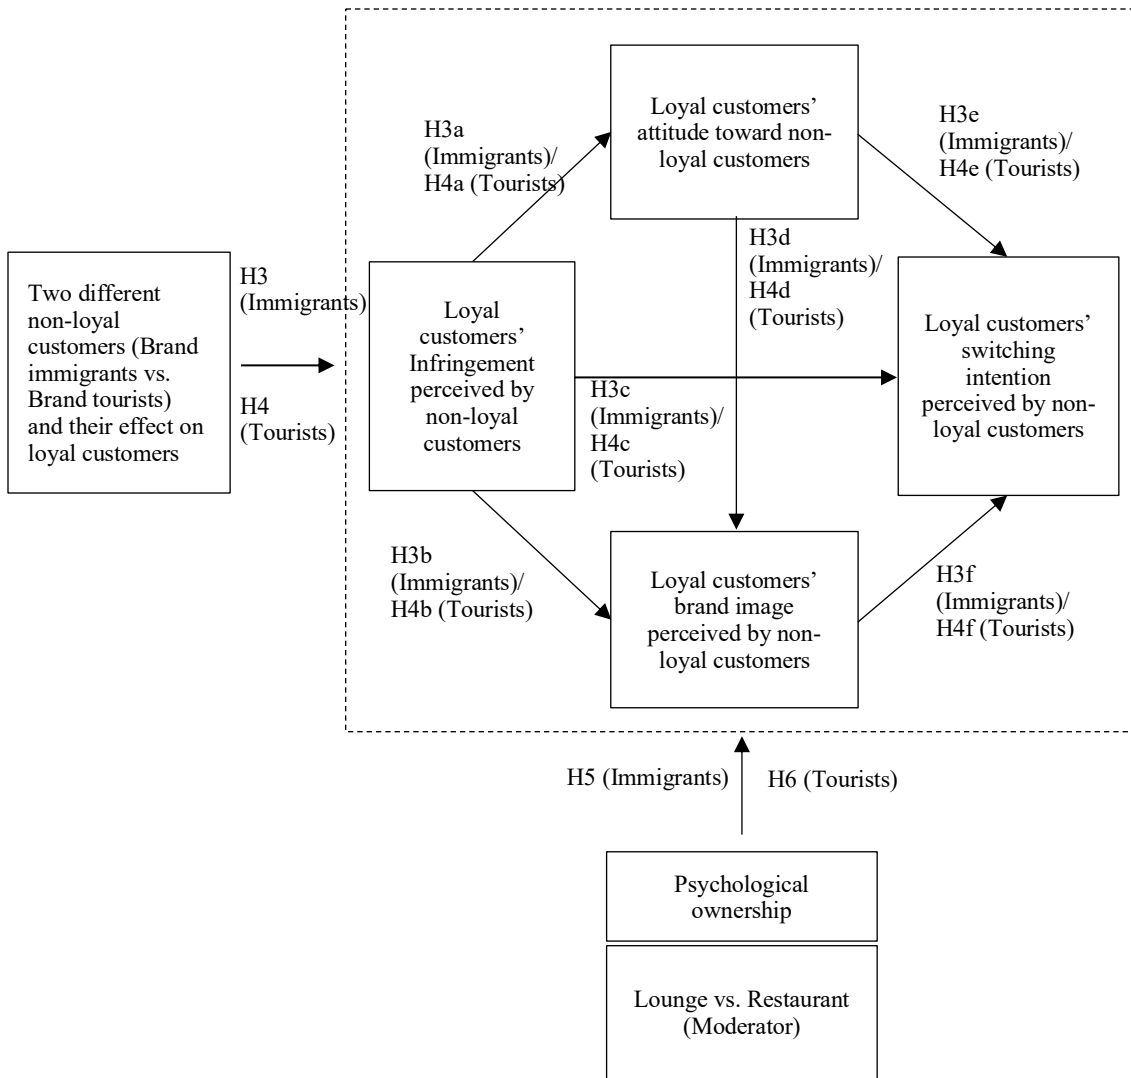 Loyal customers’
attitude toward non-
loyal customers
H3a
(Immigrants)/
H4a (Tourists)
H3e
(Immigrants)/
H4e (Tourists)
Two different
non-loyal
customers (Brand
immigrants vs.
Brand tourists)
and their effect on
loyal customers
H3
(Immigrants)
H4
(Tourists)
Loyal
customers’
Infringement
perceived by
non-loyal
customers
H3d
(Immigrants)/
H4d
(Tourists)
H3c
(Immigrants)/
H4c
(Tourists)
Loyal customers’
switching
intention
perceived by non-
loyal customers
H3b
(Immigrants)/
H4b (Tourists)
Loyal customers’
brand image
perceived by non-
loyal customers
H3f
(Immigrants)/
H4f (Tourists)
H5 (Immigrants)
H6 (Tourists)
Psychological
ownership
Lounge vs. Restaurant
(Moderator)